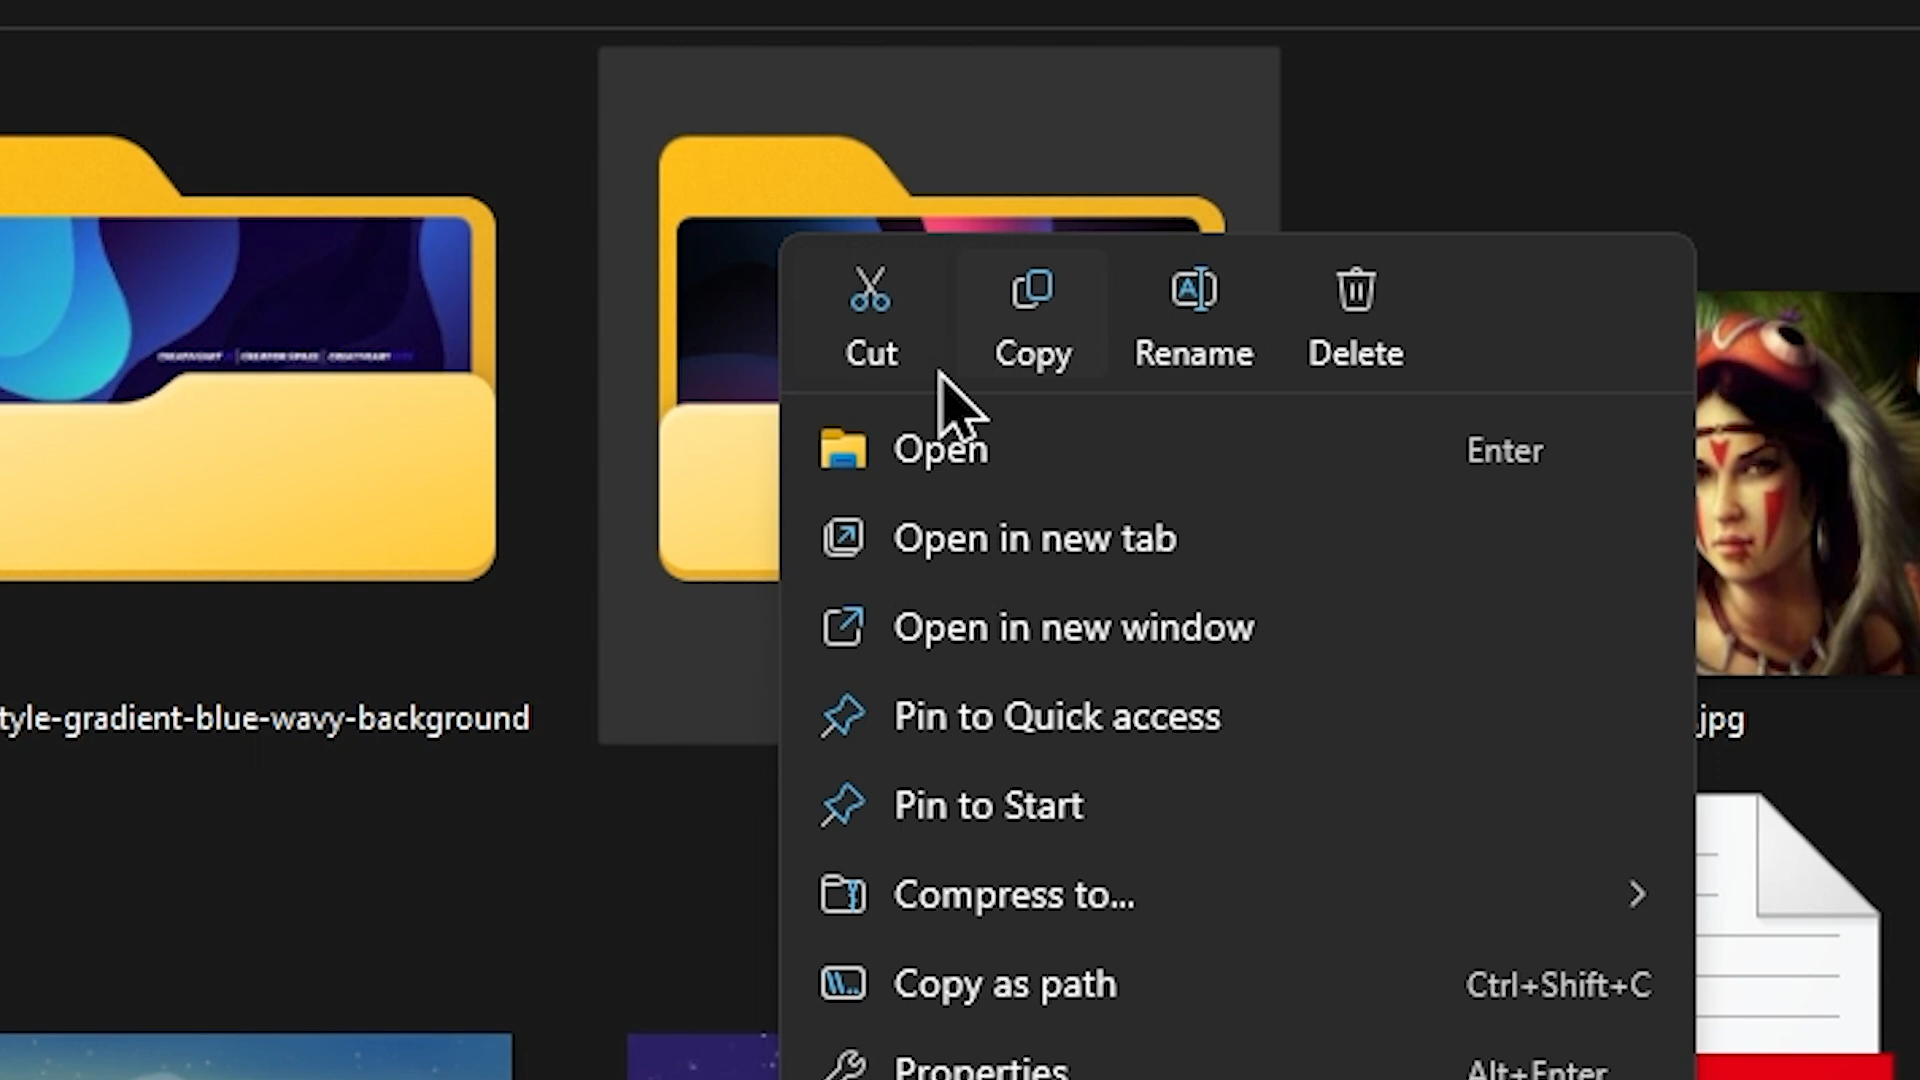 Cut Copy Rename Delete
Open Enter
Open in new tab
Open in new window
tyle-gradient-blue-wavy-background
Pin to Quick access
.jpg
Pin to Start
Compress to...
Copy as path Ctrl+Shift+C
Properties Alt+Enter